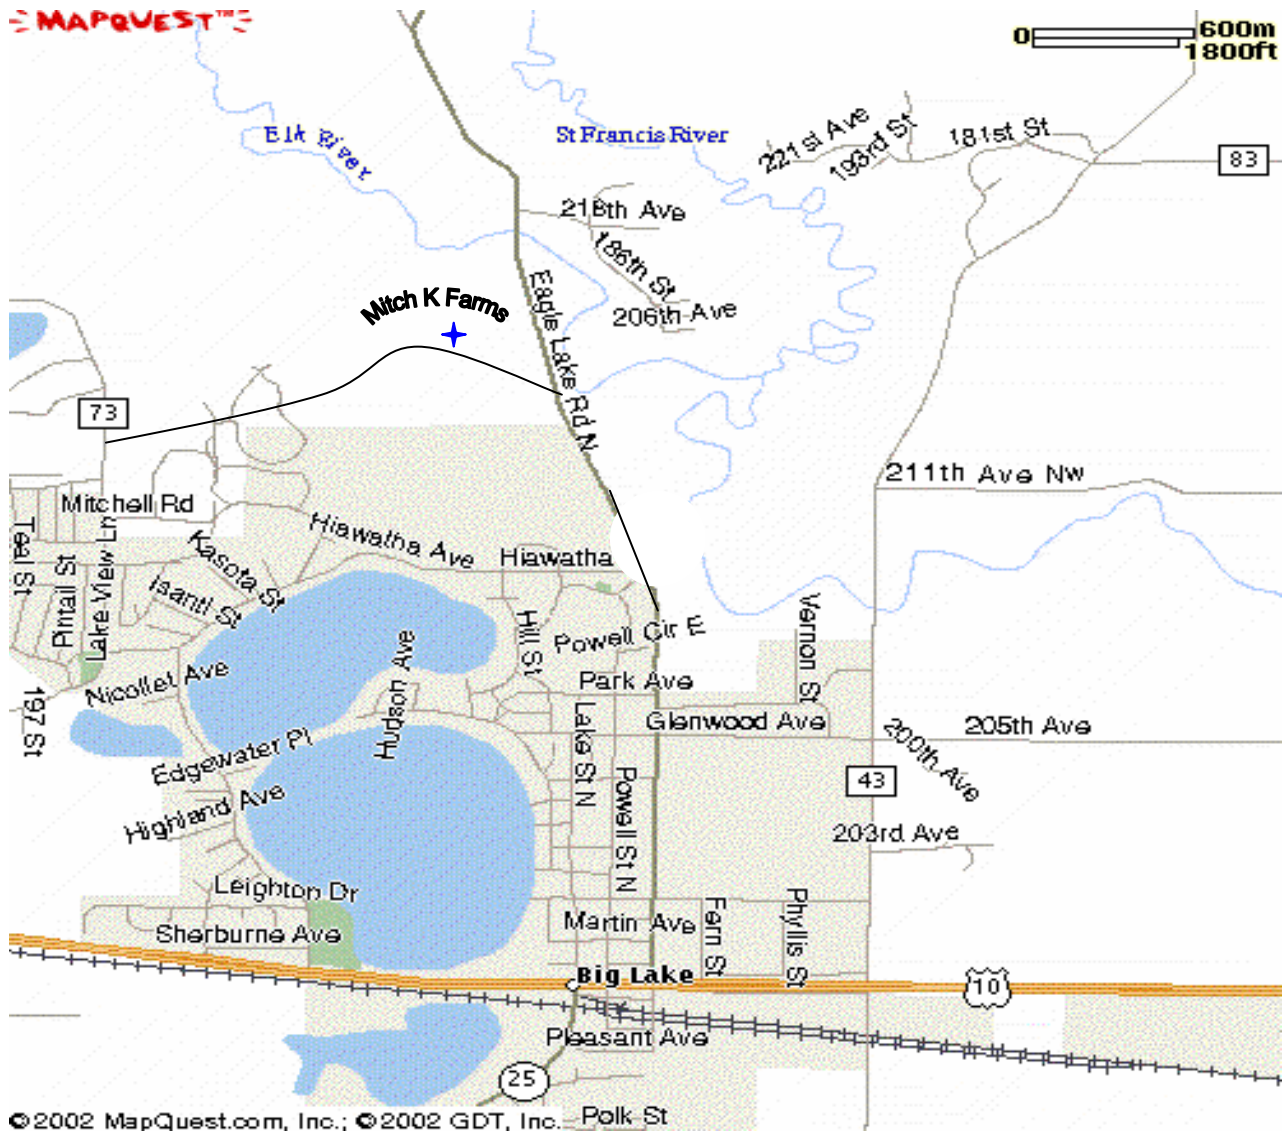 MAPQUEST™
0 600m
1800ft
Elk River
St Francis River
221st Ave
193rd St
181st St
83
218th Ave
186th St
206th Ave
Eagle Lake Rd N
Mitch K Farms
73
211th Ave NW
Mitchell Rd
Teal St
Pintail St
Lake-View Ln
Kasota St
Isanti St
Hiawatha Ave
Hiawatha
Hill St
Powell Cir E
Vernon St
Nicollet Ave
Hudson Ave
Park Ave
197 St
Lake St N
Glenwood Ave
200th Ave
205th Ave
Edgewater Pl
Powell St N
43
Highland Ave
203rd Ave
Leighton Dr
Sherburne Ave
Martin Ave
Fern St
Phyllis St
Big Lake
10
Pleasant Ave
25
Polk St
©2002 MapQuest.com, Inc.; ©2002 GDT, Inc.